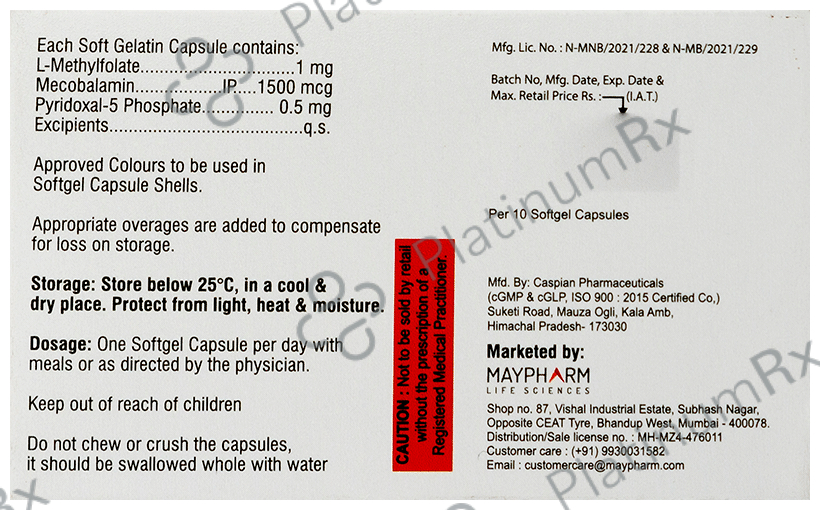 Each Soft Gelatin Capsule contains:
L-Methylfolate.............................1 mg
Mecobalamin................IP....1500 mcg
Pyridoxal-5 Phosphate.............. 0.5 mg
Excipients.....................................q.s.
Approved Colours to be used in
Softgel Capsule Shells.
Appropriate overages are added to compensate
for loss on storage.
Storage: Store below 25°C, in a cool &
dry place. Protect from light, heat & moisture.
Dosage: One Softgel Capsule per day with
meals or as directed by the physician.
Keep out of reach of children
Do not chew or crush the capsules,
it should be swallowed whole with water
CAUTION : Not to be sold by retail
without the prescription of a
Registered Medical Practitioner.
Mfg. Lic. No. : N-MNB/2021/228 & N-MB/2021/229
Batch No, Mfg. Date, Exp. Date &
Max. Retail Price Rs. : (I.A.T.)
Per 10 Softgel Capsules
Mfd. By: Caspian Pharmaceuticals
(cGMP & cGLP, ISO 900 : 2015 Certified Co,)
Suketi Road, Mauza Ogli, Kala Amb,
Himachal Pradesh- 173030
Marketed by:
MAYPHARM
LIFE SCIENCES
Shop no. 87, Vishal Industrial Estate, Subhash Nagar,
Opposite CEAT Tyre, Bhandup West, Mumbai - 400078.
Distribution/Sale license no. : MH-MZ4-476011
Customer care : (+91) 9930031582
Email : customercare@maypharm.com
PlatinumRx
PlatinumRx
PlatinumRx
Rx